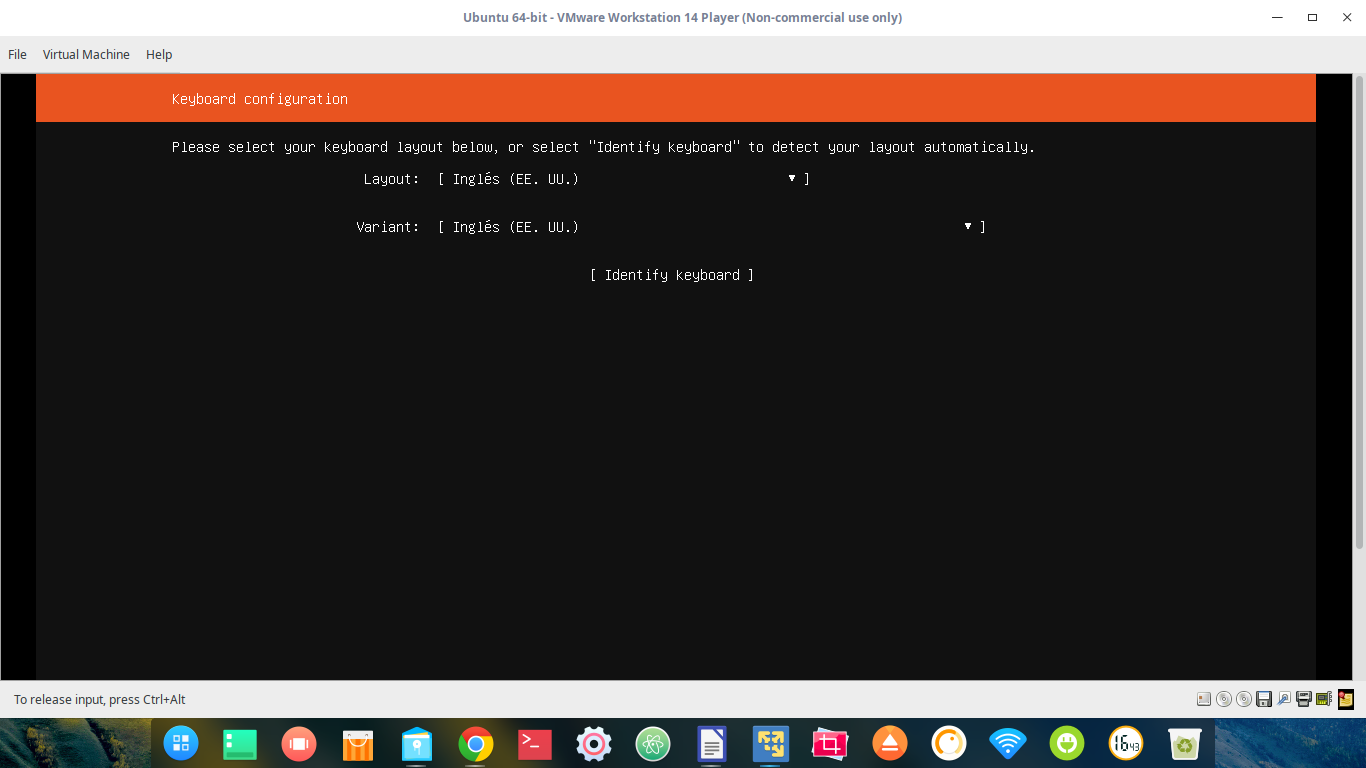 Ubuntu 64-bit - VMware Workstation 14 Player (Non-commercial use only)
File Virtual Machine Help
Keyboard configuration
Please select your keyboard layout below, or select "Identify keyboard" to detect your layout automatically.
Layout: [ Inglés (EE. UU.) ▾ ]
Variant: [ Inglés (EE. UU.) ▾ ]
[ Identify keyboard ]
To release input, press Ctrl+Alt
16 43